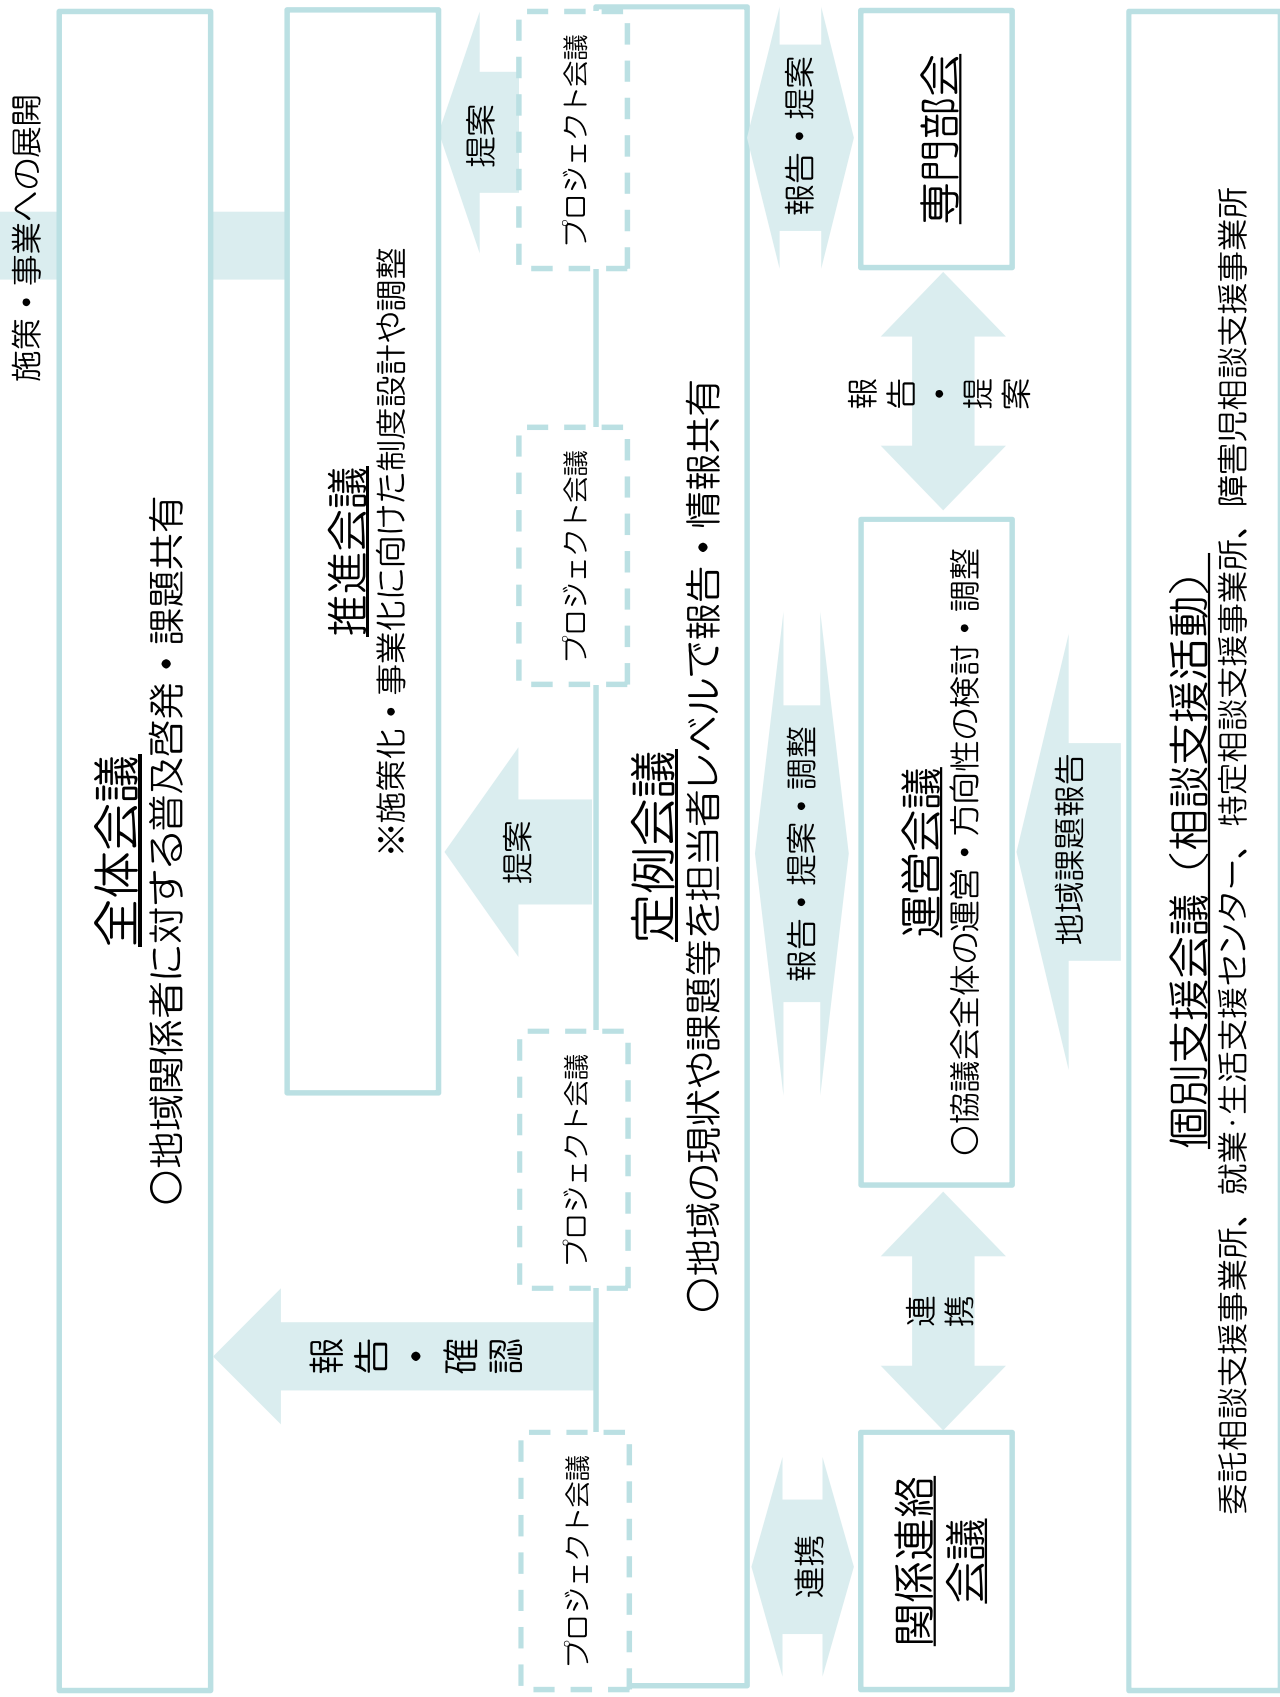 施策・事業への展開
全体会議
〇地域関係者に対する普及啓発・課題共有
推進会議
※施策化・事業化に向けた制度設計や調整
報告・確認
提案
提案
プロジェクト会議
プロジェクト会議
プロジェクト会議
プロジェクト会議
定例会議
〇地域の現状や課題等を担当者レベルで報告・情報共有
連携
報告・提案・調整
報告・提案
関係連絡
会議
連携
運営会議
〇協議会全体の運営・方向性の検討・調整
報告・提案
専門部会
地域課題報告
個別支援会議（相談支援活動）
委託相談支援事業所、就業・生活支援センター、特定相談支援事業所、障害児相談支援事業所